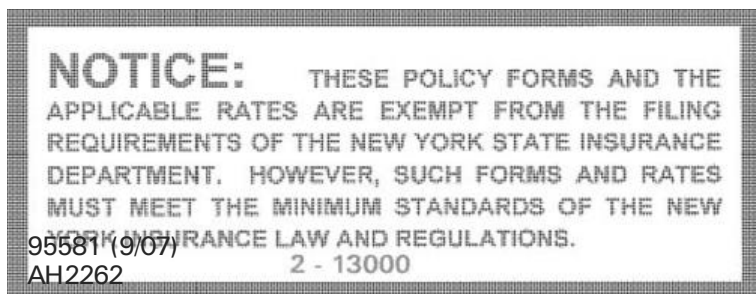 NOTICE: THESE POLICY FORMS AND THE
APPLICABLE RATES ARE EXEMPT FROM THE FILING
REQUIREMENTS OF THE NEW YORK STATE INSURANCE
DEPARTMENT. HOWEVER, SUCH FORMS AND RATES
MUST MEET THE MINIMUM STANDARDS OF THE NEW
YORK INSURANCE LAW AND REGULATIONS.
95581 (9/07)
2 - 13000
AH2262